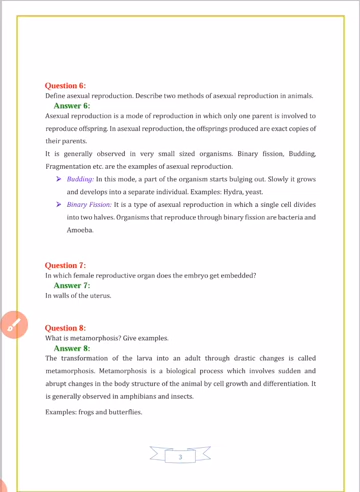 Question 6:
Define asexual reproduction. Describe two methods of asexual reproduction in animals.
Answer 6:
Asexual reproduction is a mode of reproduction in which only one parent is involved to
reproduce offspring. In asexual reproduction, the offsprings produced are exact copies of
their parents.
It is generally observed in very small sized organisms. Binary fission, Budding,
Fragmentation etc. are the examples of asexual reproduction.
➤ Budding: In this mode, a part of the organism starts bulging out. Slowly it grows
and develops into a separate individual. Examples: Hydra, yeast.
➤ Binary Fission: It is a type of asexual reproduction in which a single cell divides
into two halves. Organisms that reproduce through binary fission are bacteria and
Amoeba.
Question 7:
In which female reproductive organ does the embryo get embedded?
Answer 7:
In walls of the uterus.
Question 8:
What is metamorphosis? Give examples.
Answer 8:
The transformation of the larva into an adult through drastic changes is called
metamorphosis. Metamorphosis is a biological process which involves sudden and
abrupt changes in the body structure of the animal by cell growth and differentiation. It
is generally observed in amphibians and insects.
Examples: frogs and butterflies.
3